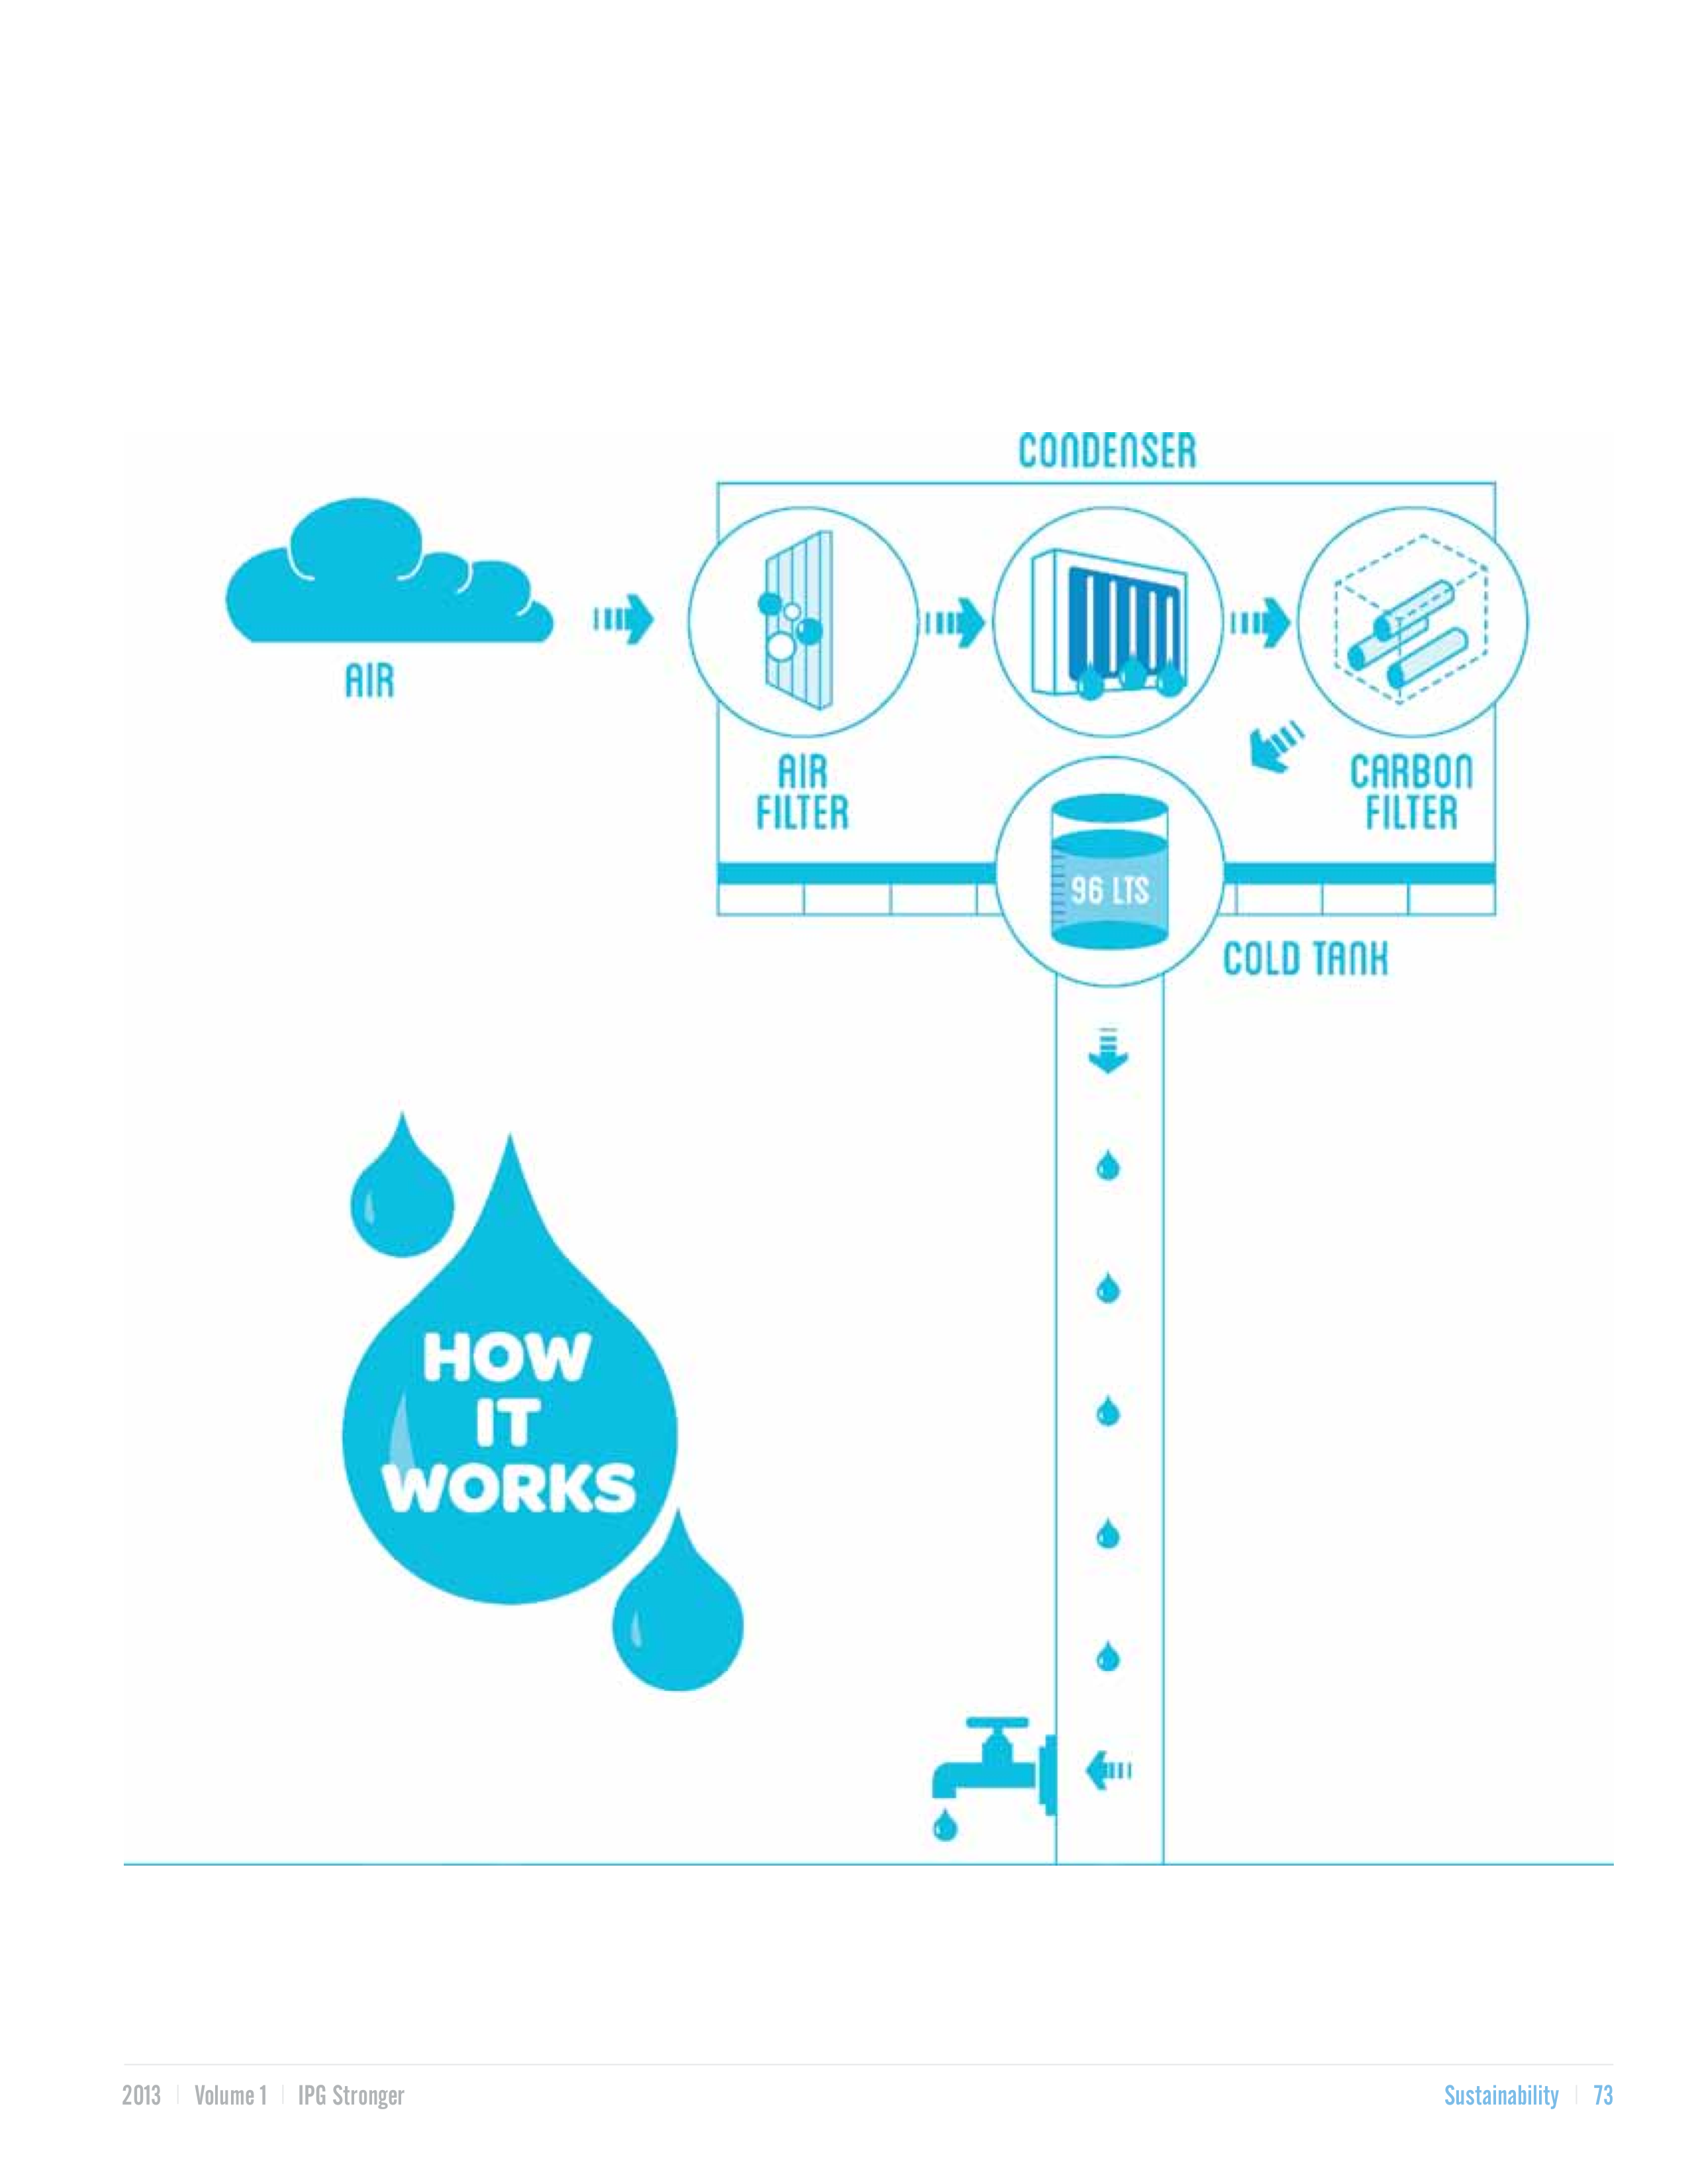 CONDENSER
AIR
AIR
FILTER
CARBON
FILTER
96 LTS
COLD TANK
HOW
IT
WORKS
2013 | Volume 1 | IPG Stronger
Sustainability | 73